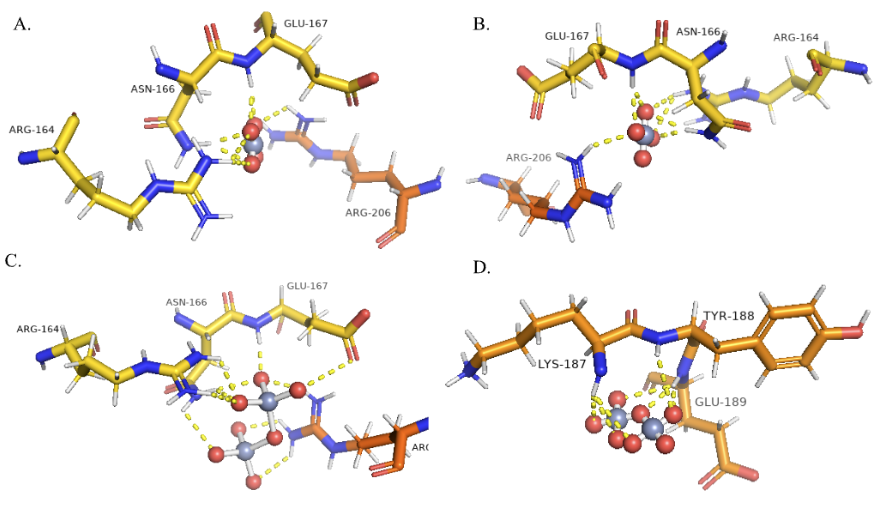 A.
GLU-167
ASN-166
ARG-164
ARG-206
B.
GLU-167
ASN-166
ARG-164
ARG-206
C.
ASN-166
GLU-167
ARG-164
ARG
D.
TYR-188
LYS-187
GLU-189